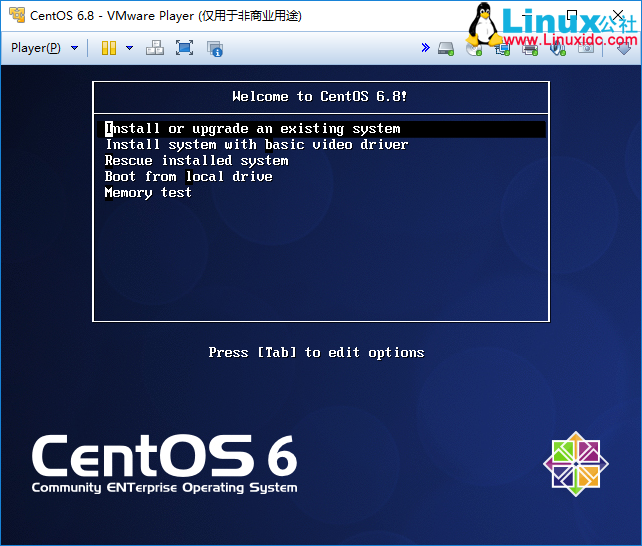 CentOS 6.8 - VMware Player (仅用于非商业用途)
Linux公社
www.Linuxidc.com
Player(P)
Welcome to CentOS 6.8!
Install or upgrade an existing system
Install system with basic video driver
Rescue installed system
Boot from local drive
Memory test
Press [Tab] to edit options
CentOS 6
Community ENTerprise Operating System